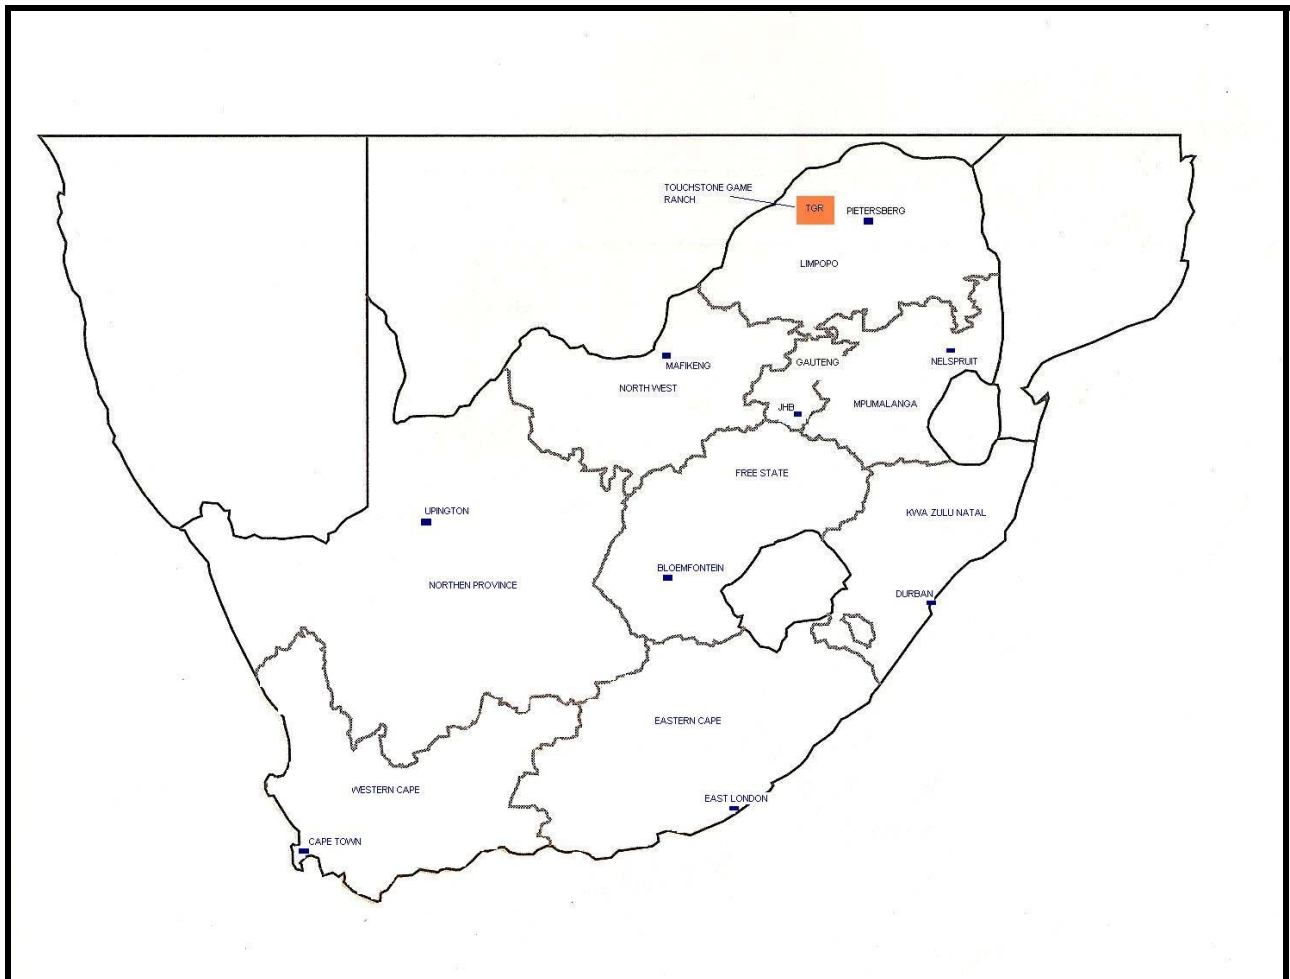 TOUCHSTONE GAME
RANCH
TGR
PIETERSBERG
LIMPOPO
MAFIKENG
GAUTENG
NELSPRUIT
NORTH WEST
JHB
MPUMALANGA
FREE STATE
UPINGTON
KWA ZULU NATAL
BLOEMFONTEIN
NORTHEN PROVINCE
DURBAN
EASTERN CAPE
WESTERN CAPE
EAST LONDON
CAPE TOWN